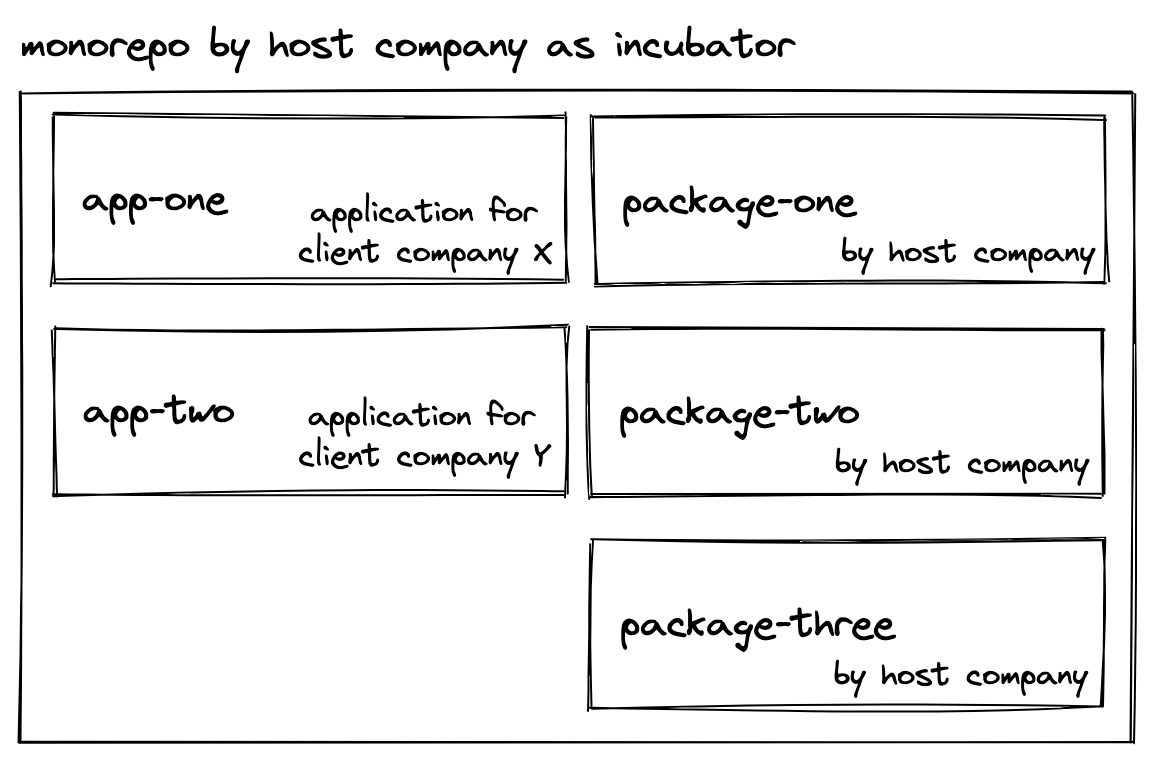 monorepo by host company as incubator
app-one
application for
client company X
package-one
by host company
app-two
application for
client company Y
package-two
by host company
package-three
by host company